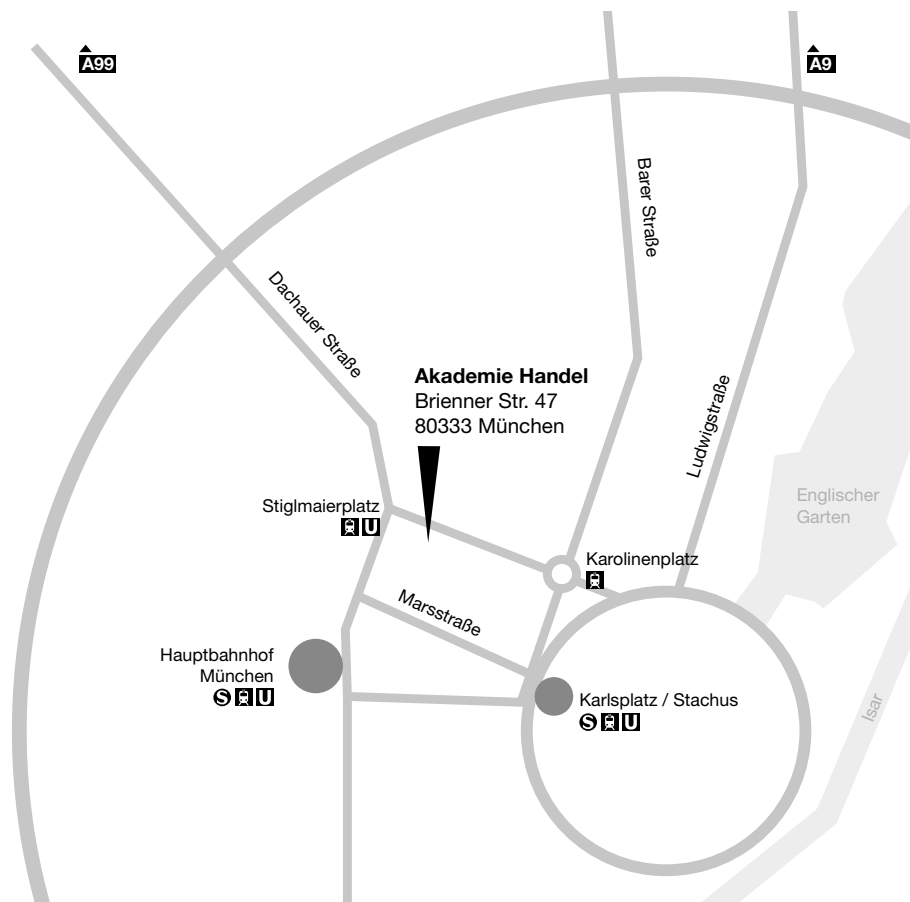 A99
A9
Barer Straße
Dachauer Straße
Akademie Handel
Brienner Str. 47
80333 München
Ludwigstraße
Englischer
Garten
Stiglmaierplatz
U
Karolinenplatz
Marsstraße
Hauptbahnhof
München
S U
Karlsplatz / Stachus
S U
Isar